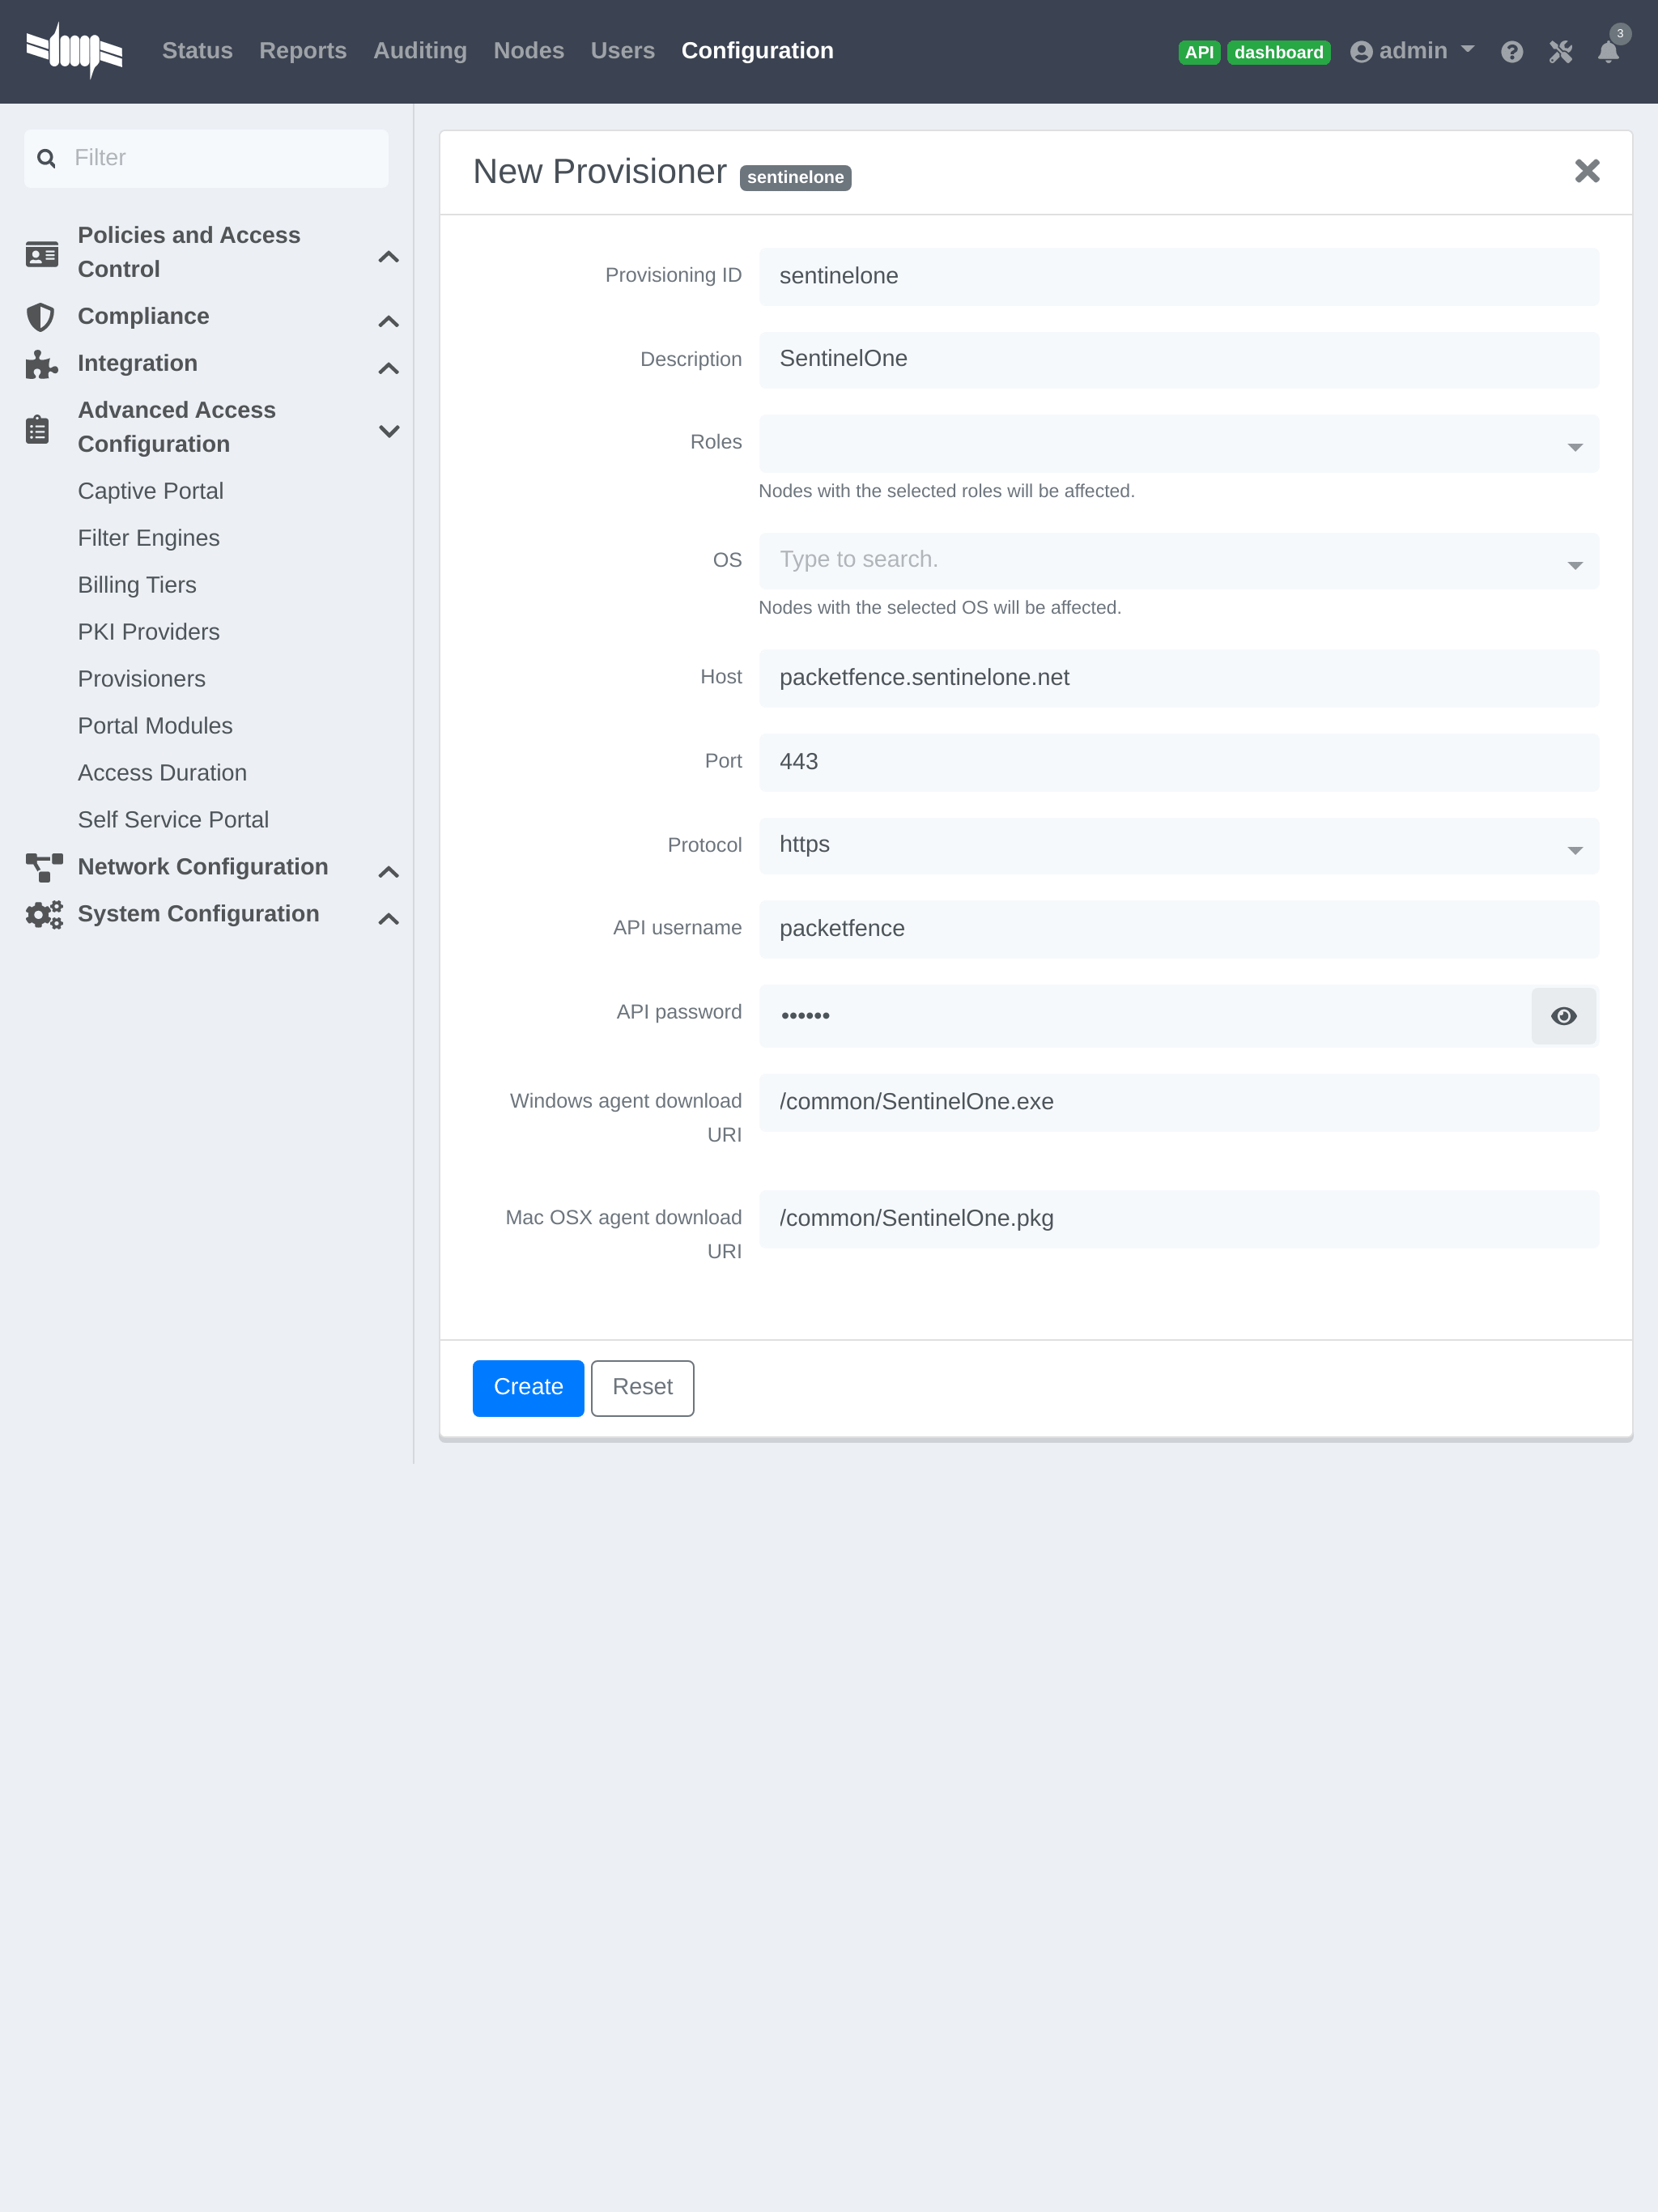 Status Reports Auditing Nodes Users Configuration API dashboard admin 3
Filter
Policies and Access
Control
Compliance
Integration
Advanced Access
Configuration
Captive Portal
Filter Engines
Billing Tiers
PKI Providers
Provisioners
Portal Modules
Access Duration
Self Service Portal
Network Configuration
System Configuration
New Provisioner sentinelone
Provisioning ID sentinelone
Description SentinelOne
Roles
Nodes with the selected roles will be affected.
OS Type to search.
Nodes with the selected OS will be affected.
Host packetfence.sentinelone.net
Port 443
Protocol https
API username packetfence
API password ••••••
Windows agent download /common/SentinelOne.exe
URI
Mac OSX agent download /common/SentinelOne.pkg
URI
Create Reset